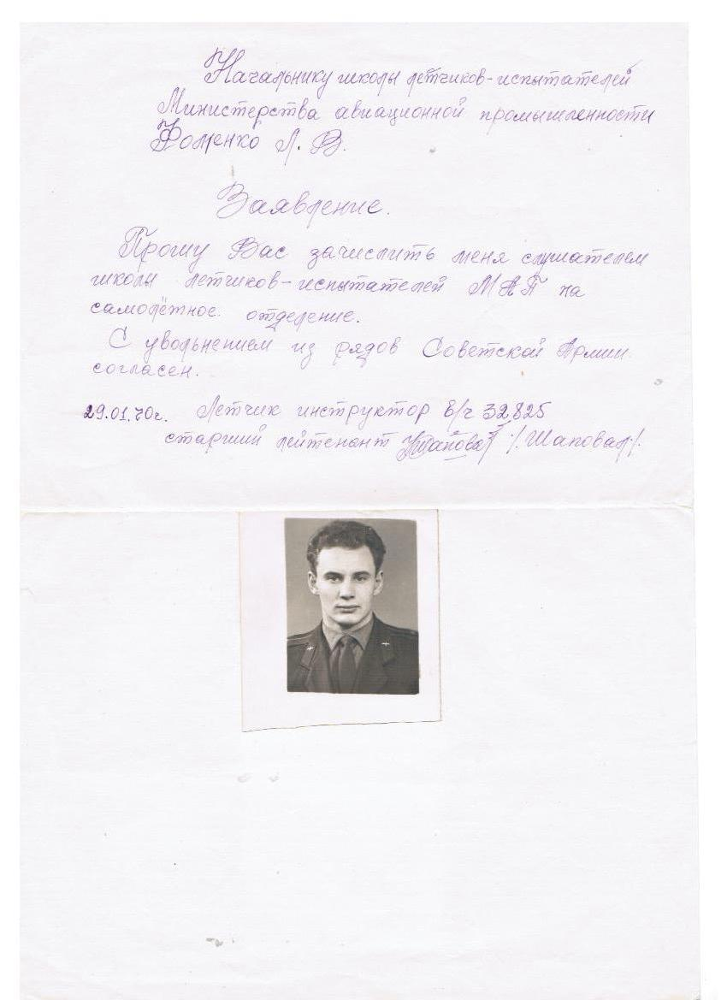 Начальнику школы летчиков-испытателей
Министерства авиационной промышленности
Фоменко Л. В.
Заявление.
Прошу Вас зачислить меня слушателем
школы летчиков-испытателей МАП на
самолётное отделение.
С увольнением из рядов Советской Армии
согласен.
29.01.70г. Летчик инструктор в/ч 32825
старший лейтенант Шаповал /Шаповал/.